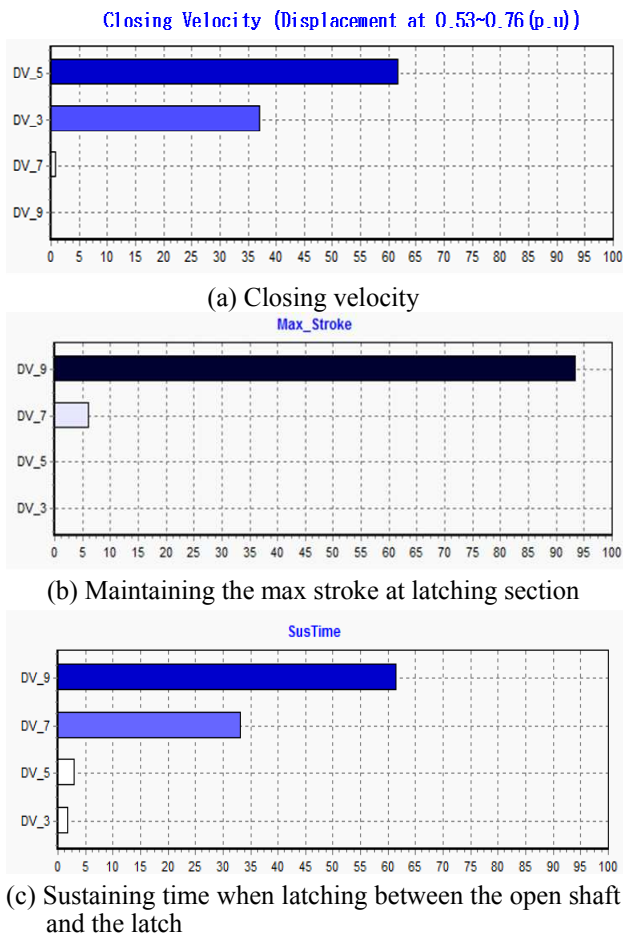 Closing Velocity (Displacement at 0.53~0.76(p.u))
DV_5
DV_3
DV_7
DV_9
0 5 10 15 20 25 30 35 40 45 50 55 60 65 70 75 80 85 90 95 100
(a) Closing velocity
Max_Stroke
DV_9
DV_7
DV_5
DV_3
0 5 10 15 20 25 30 35 40 45 50 55 60 65 70 75 80 85 90 95 100
(b) Maintaining the max stroke at latching section
SusTime
DV_9
DV_7
DV_5
DV_3
0 5 10 15 20 25 30 35 40 45 50 55 60 65 70 75 80 85 90 95 100
(c) Sustaining time when latching between the open shaft
and the latch